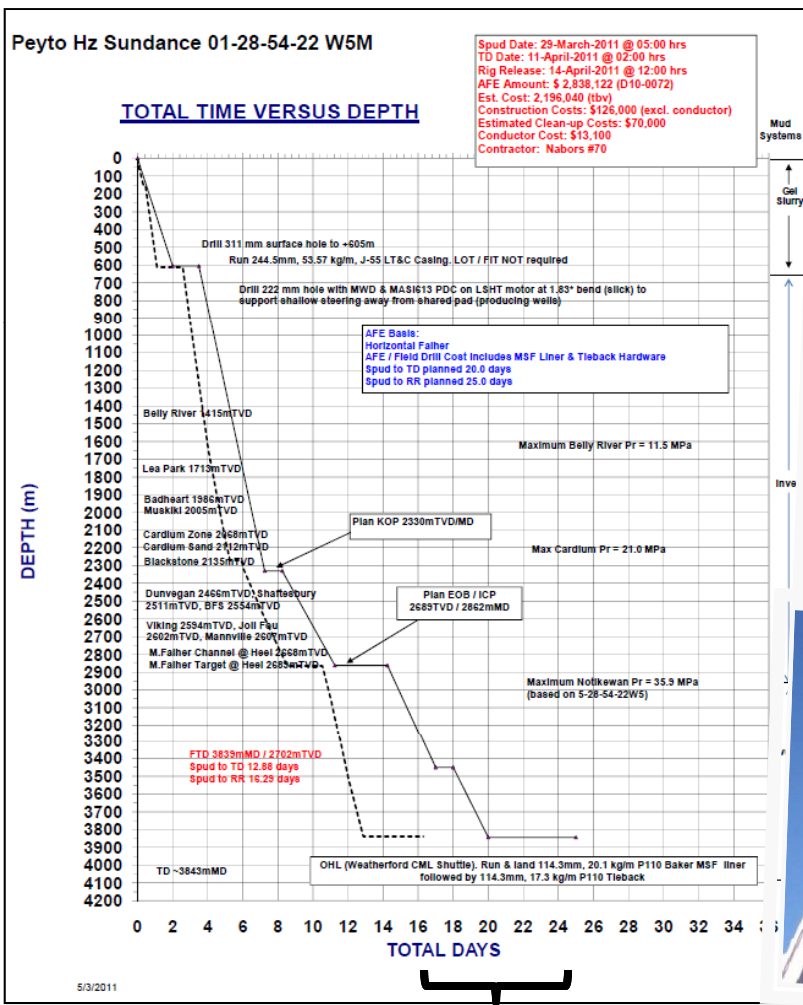 Peyto Hz Sundance 01-28-54-22 W5M
Spud Date: 29-March-2011 @ 05:00 hrs
TD Date: 11-April-2011 @ 02:00 hrs
Rig Release: 14-April-2011 @ 12:00 hrs
AFE Amount: $ 2,838,122 (D10-0072)
Est. Cost: 2,196,040 (tbv)
Construction Costs: $126,000 (excl. conductor)
Estimated Clean-up Costs: $70,000
Conductor Cost: $13,100
Contractor: Nabors #70
TOTAL TIME VERSUS DEPTH
Mud
Systems
Gel
Slurry
Inve
DEPTH (m)
0
100
200
300
400
500
600
700
800
900
1000
1100
1200
1300
1400
1500
1600
1700
1800
1900
2000
2100
2200
2300
2400
2500
2600
2700
2800
2900
3000
3100
3200
3300
3400
3500
3600
3700
3800
3900
4000
4100
4200
Drill 311 mm surface hole to +605m
Run 244.5mm, 53.57 kg/m, J-55 LT&C Casing. LOT / FIT NOT required
Drill 222 mm hole with MWD & MASI613 PDC on LSHT motor at 1.83* bend (slick) to
support shallow steering away from shared pad (producing wells)
AFE Basis:
Horizontal Falher
AFE / Field Drill Cost Includes MSF Liner & Tieback Hardware
Spud to TD planned 20.0 days
Spud to RR planned 25.0 days
Belly River 1415mTVD
Maximum Belly River Pr = 11.5 MPa
Lea Park 1713mTVD
Badheart 1986mTVD
Muskiki 2005mTVD
Plan KOP 2330mTVD/MD
Cardium Zone 2068mTVD
Cardium Sand 2112mTVD
Blackstone 2135mTVD
Max Cardium Pr = 21.0 MPa
Plan EOB / ICP
2689TVD / 2862mMD
Dunvegan 2466mTVD, Shaftesbury
2511mTVD, BFS 2554mTVD
Viking 2594mTVD, Joli Fou
2602mTVD, Mannville 2607mTVD
M.Falher Channel @ Heel 2668mTVD
M.Falher Target @ Heel 2683mTVD
Maximum Notikewan Pr = 35.9 MPa
(based on 5-28-54-22W5)
FTD 3839mMD / 2702mTVD
Spud to TD 12.88 days
Spud to RR 16.29 days
TD ~3843mMD
OHL (Weatherford CML Shuttle). Run & land 114.3mm, 20.1 kg/m P110 Baker MSF liner
followed by 114.3mm, 17.3 kg/m P110 Tieback
0 2 4 6 8 10 12 14 16 18 20 22 24 26 28 30 32 34
TOTAL DAYS
5/3/2011